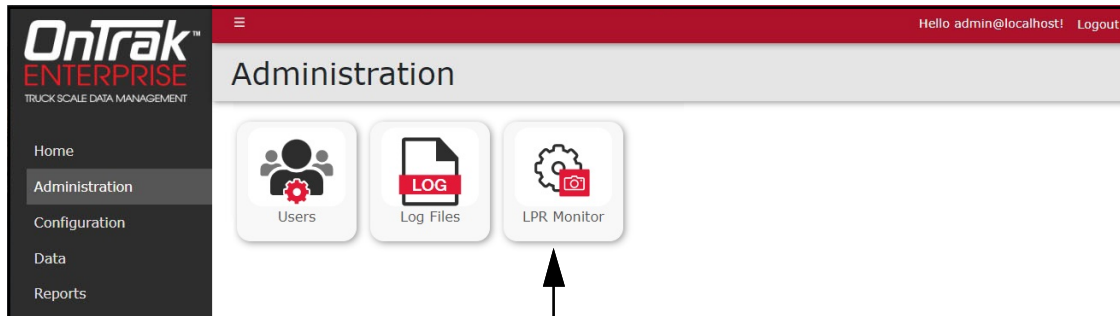 OnTrak™
ENTERPRISE
TRUCK SCALE DATA MANAGEMENT
☰
Hello admin@localhost! Logout
Administration
Home
Administration
Configuration
Data
Reports
Users
LOG
Log Files
LPR Monitor